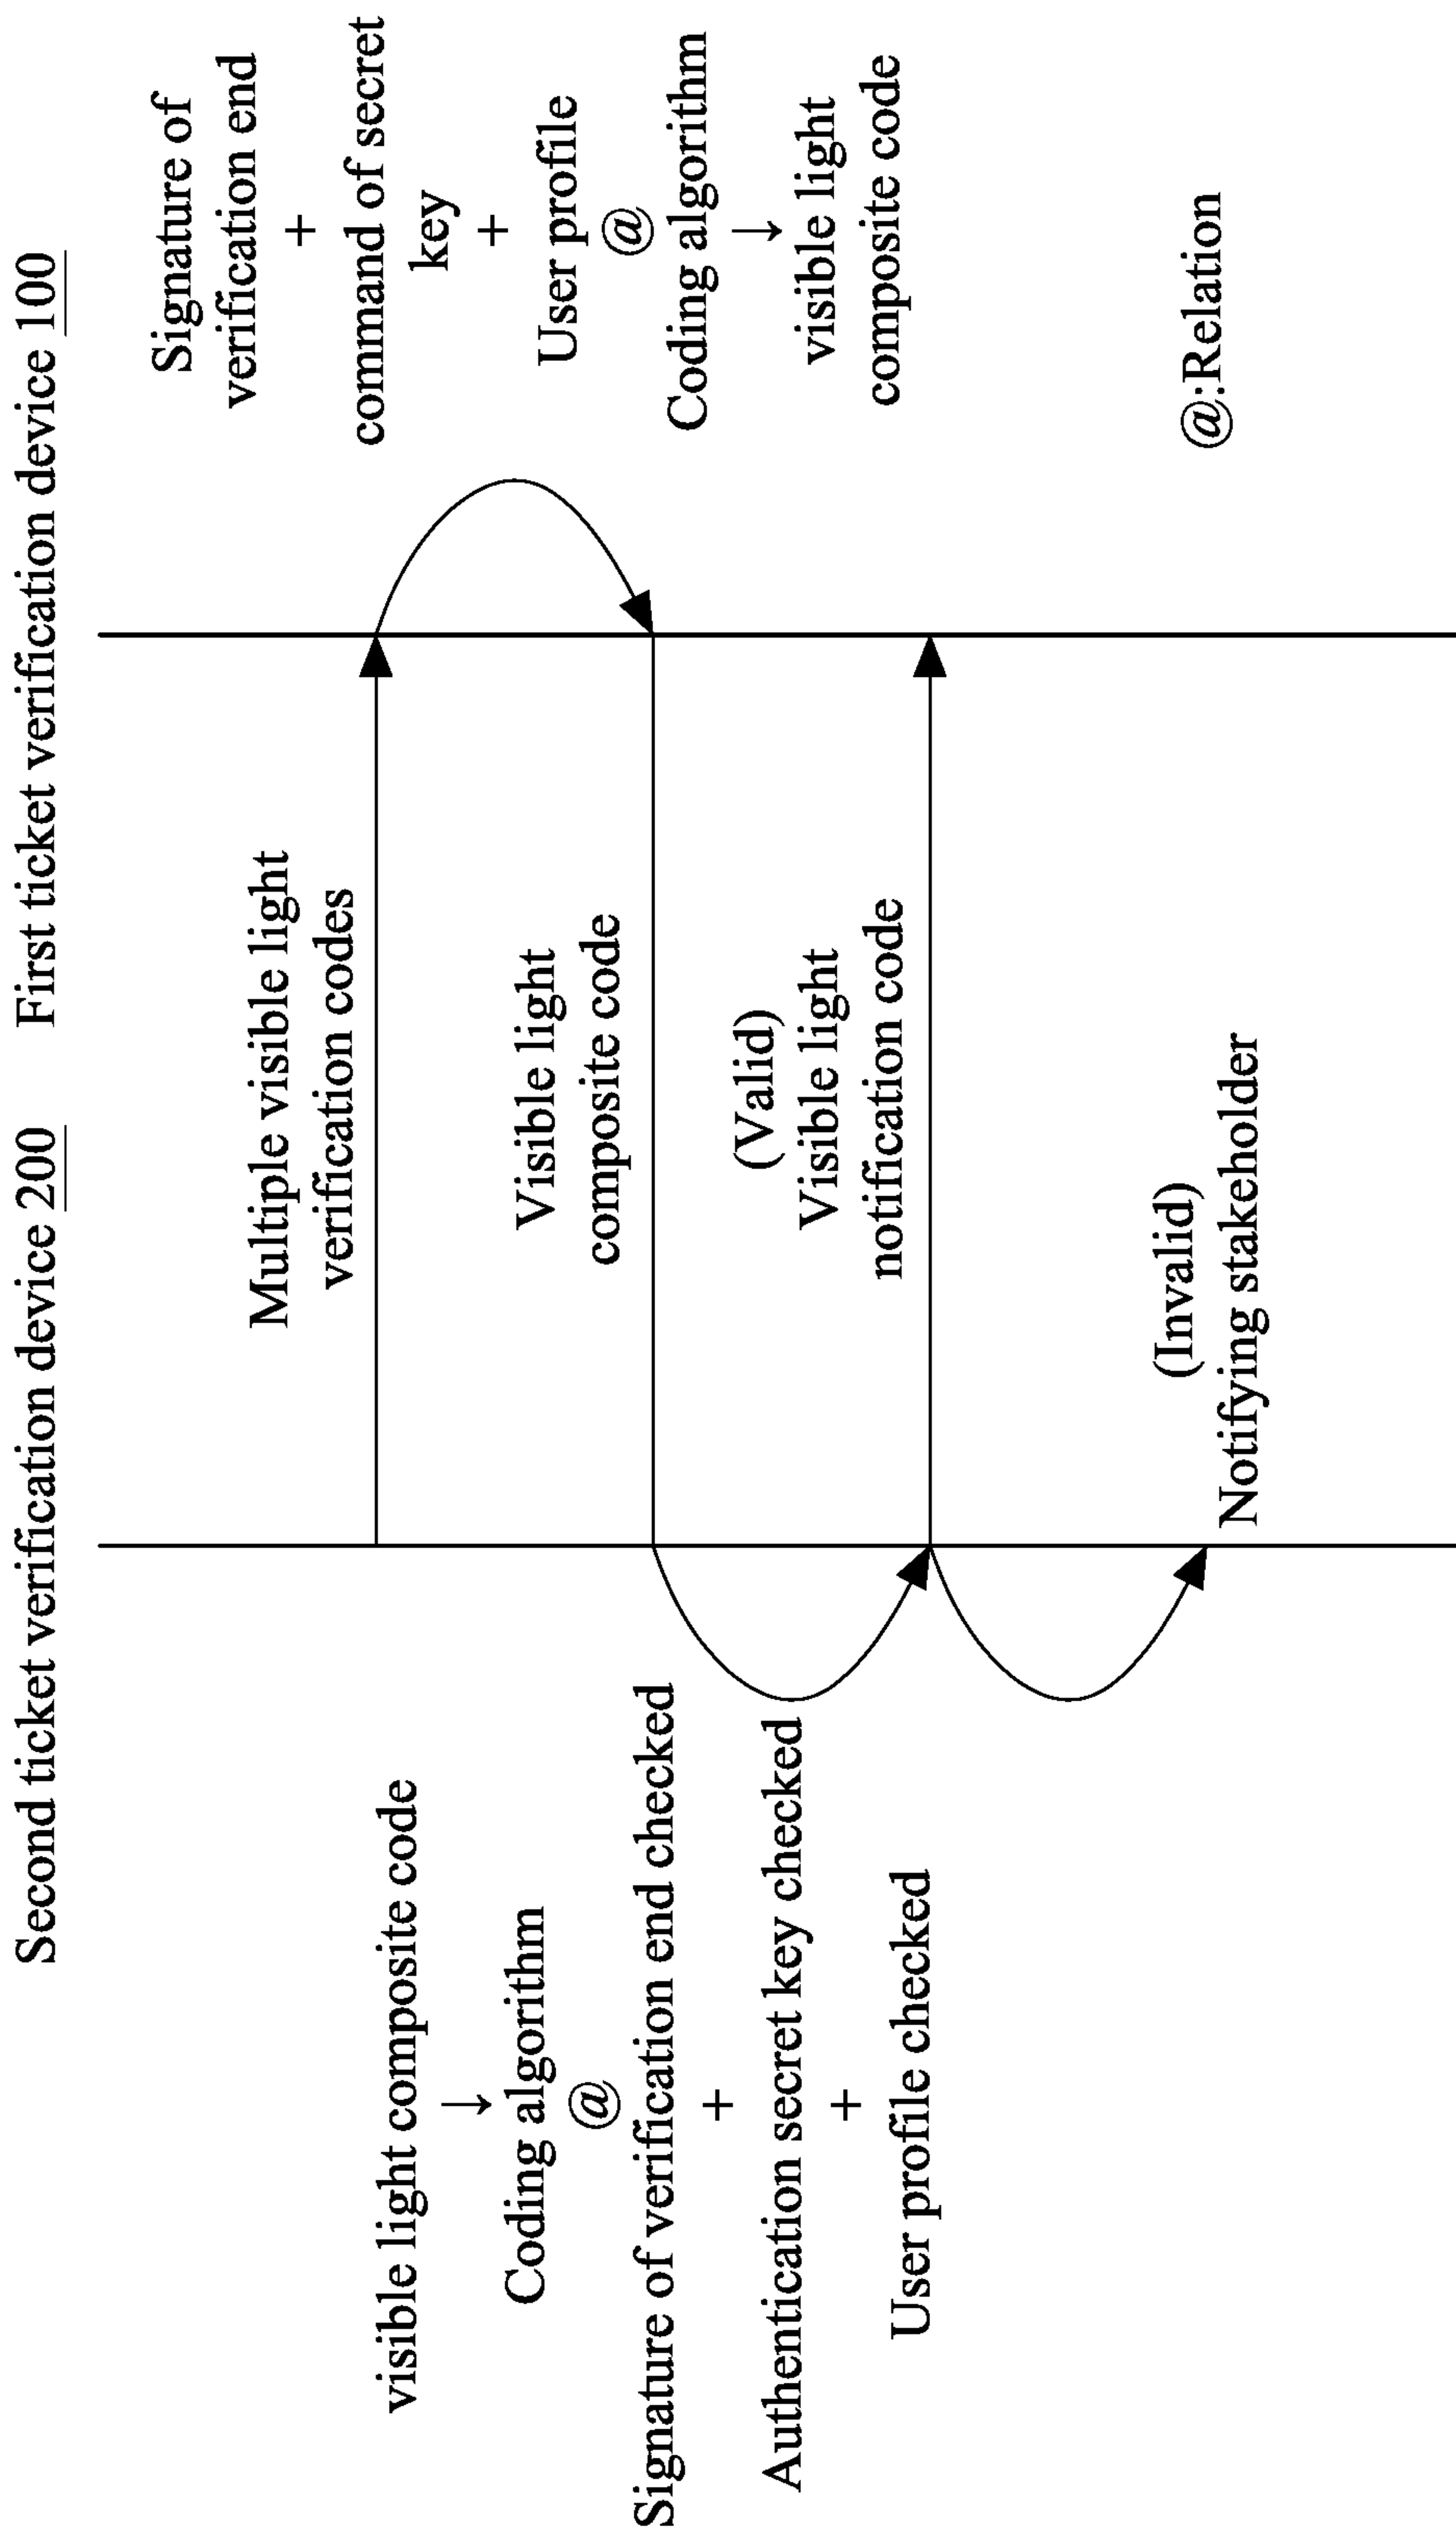 Second ticket verification device 200
First ticket verification device 100
visible light composite code
↓
Coding algorithm
@
Signature of verification end checked
+
Authentication secret key checked
+
User profile checked
Multiple visible light
verification codes
Visible light
composite code
(Valid)
Visible light
notification code
(Invalid)
Notifying stakeholder
Signature of
verification end
+
command of secret
key
+
User profile
@
Coding algorithm
↓
visible light
composite code
@:Relation